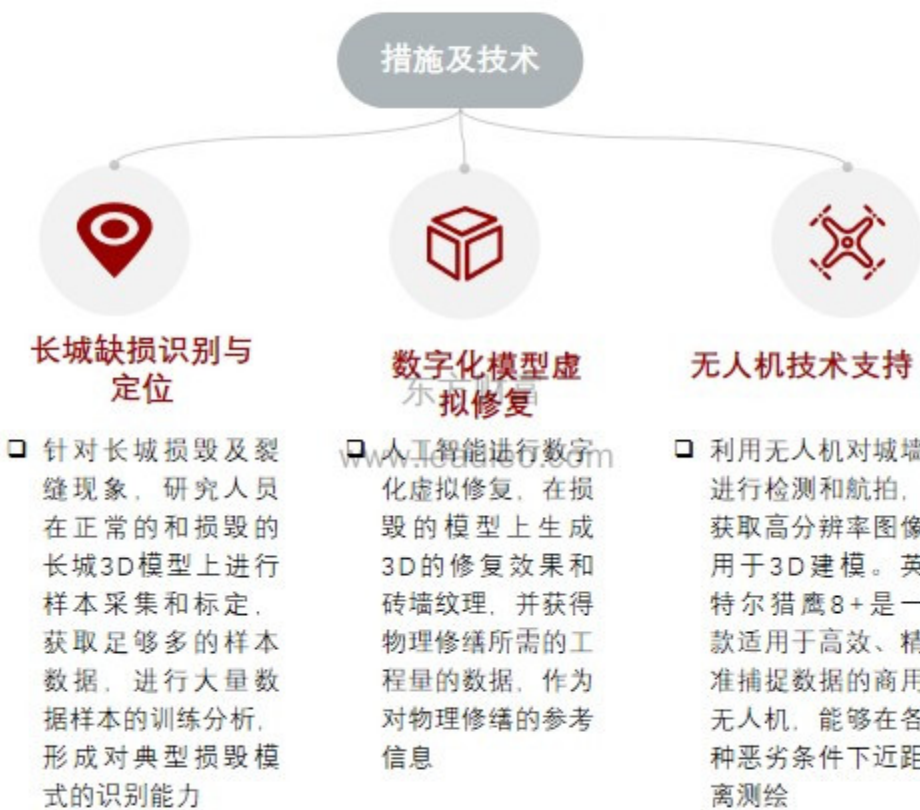 措施及技术
长城缺损识别与
定位
针对长城损毁及裂
缝现象，研究人员
在正常的和损毁的
长城3D模型上进行
样本采集和标定，
获取足够多的样本
数据，进行大量数
据样本的训练分析，
形成对典型损毁模
式的识别能力
数字化模型虚
拟修复
东方财富
www.leadleo.com
人工智能进行数字
化虚拟修复，在损
毁的模型上生成
3D的修复效果和
砖墙纹理，并获得
物理修缮所需的工
程量的数据，作为
对物理修缮的参考
信息
无人机技术支持
利用无人机对城墙
进行检测和航拍，
获取高分辨率图像
用于3D建模。英
特尔猎鹰8+是一
款适用于高效、精
准捕捉数据的商用
无人机，能够在各
种恶劣条件下近距
离测绘